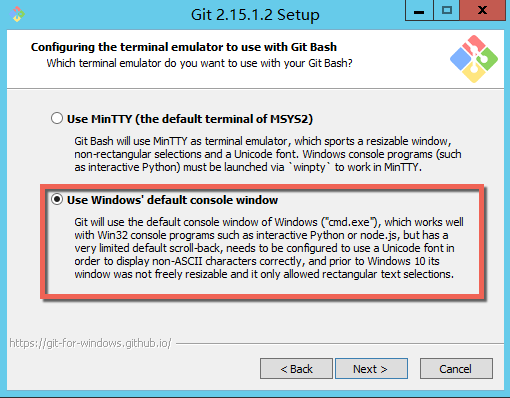 Git 2.15.1.2 Setup
Configuring the terminal emulator to use with Git Bash
Which terminal emulator do you want to use with your Git Bash?
Use MinTTY (the default terminal of MSYS2)
Git Bash will use MinTTY as terminal emulator, which sports a resizable window,
non-rectangular selections and a Unicode font. Windows console programs (such
as interactive Python) must be launched via `winpty` to work in MinTTY.
Use Windows' default console window
Git will use the default console window of Windows ("cmd.exe"), which works well
with Win32 console programs such as interactive Python or node.js, but has a
very limited default scroll-back, needs to be configured to use a Unicode font in
order to display non-ASCII characters correctly, and prior to Windows 10 its
window was not freely resizable and it only allowed rectangular text selections.
https://git-for-windows.github.io/
< Back
Next >
Cancel